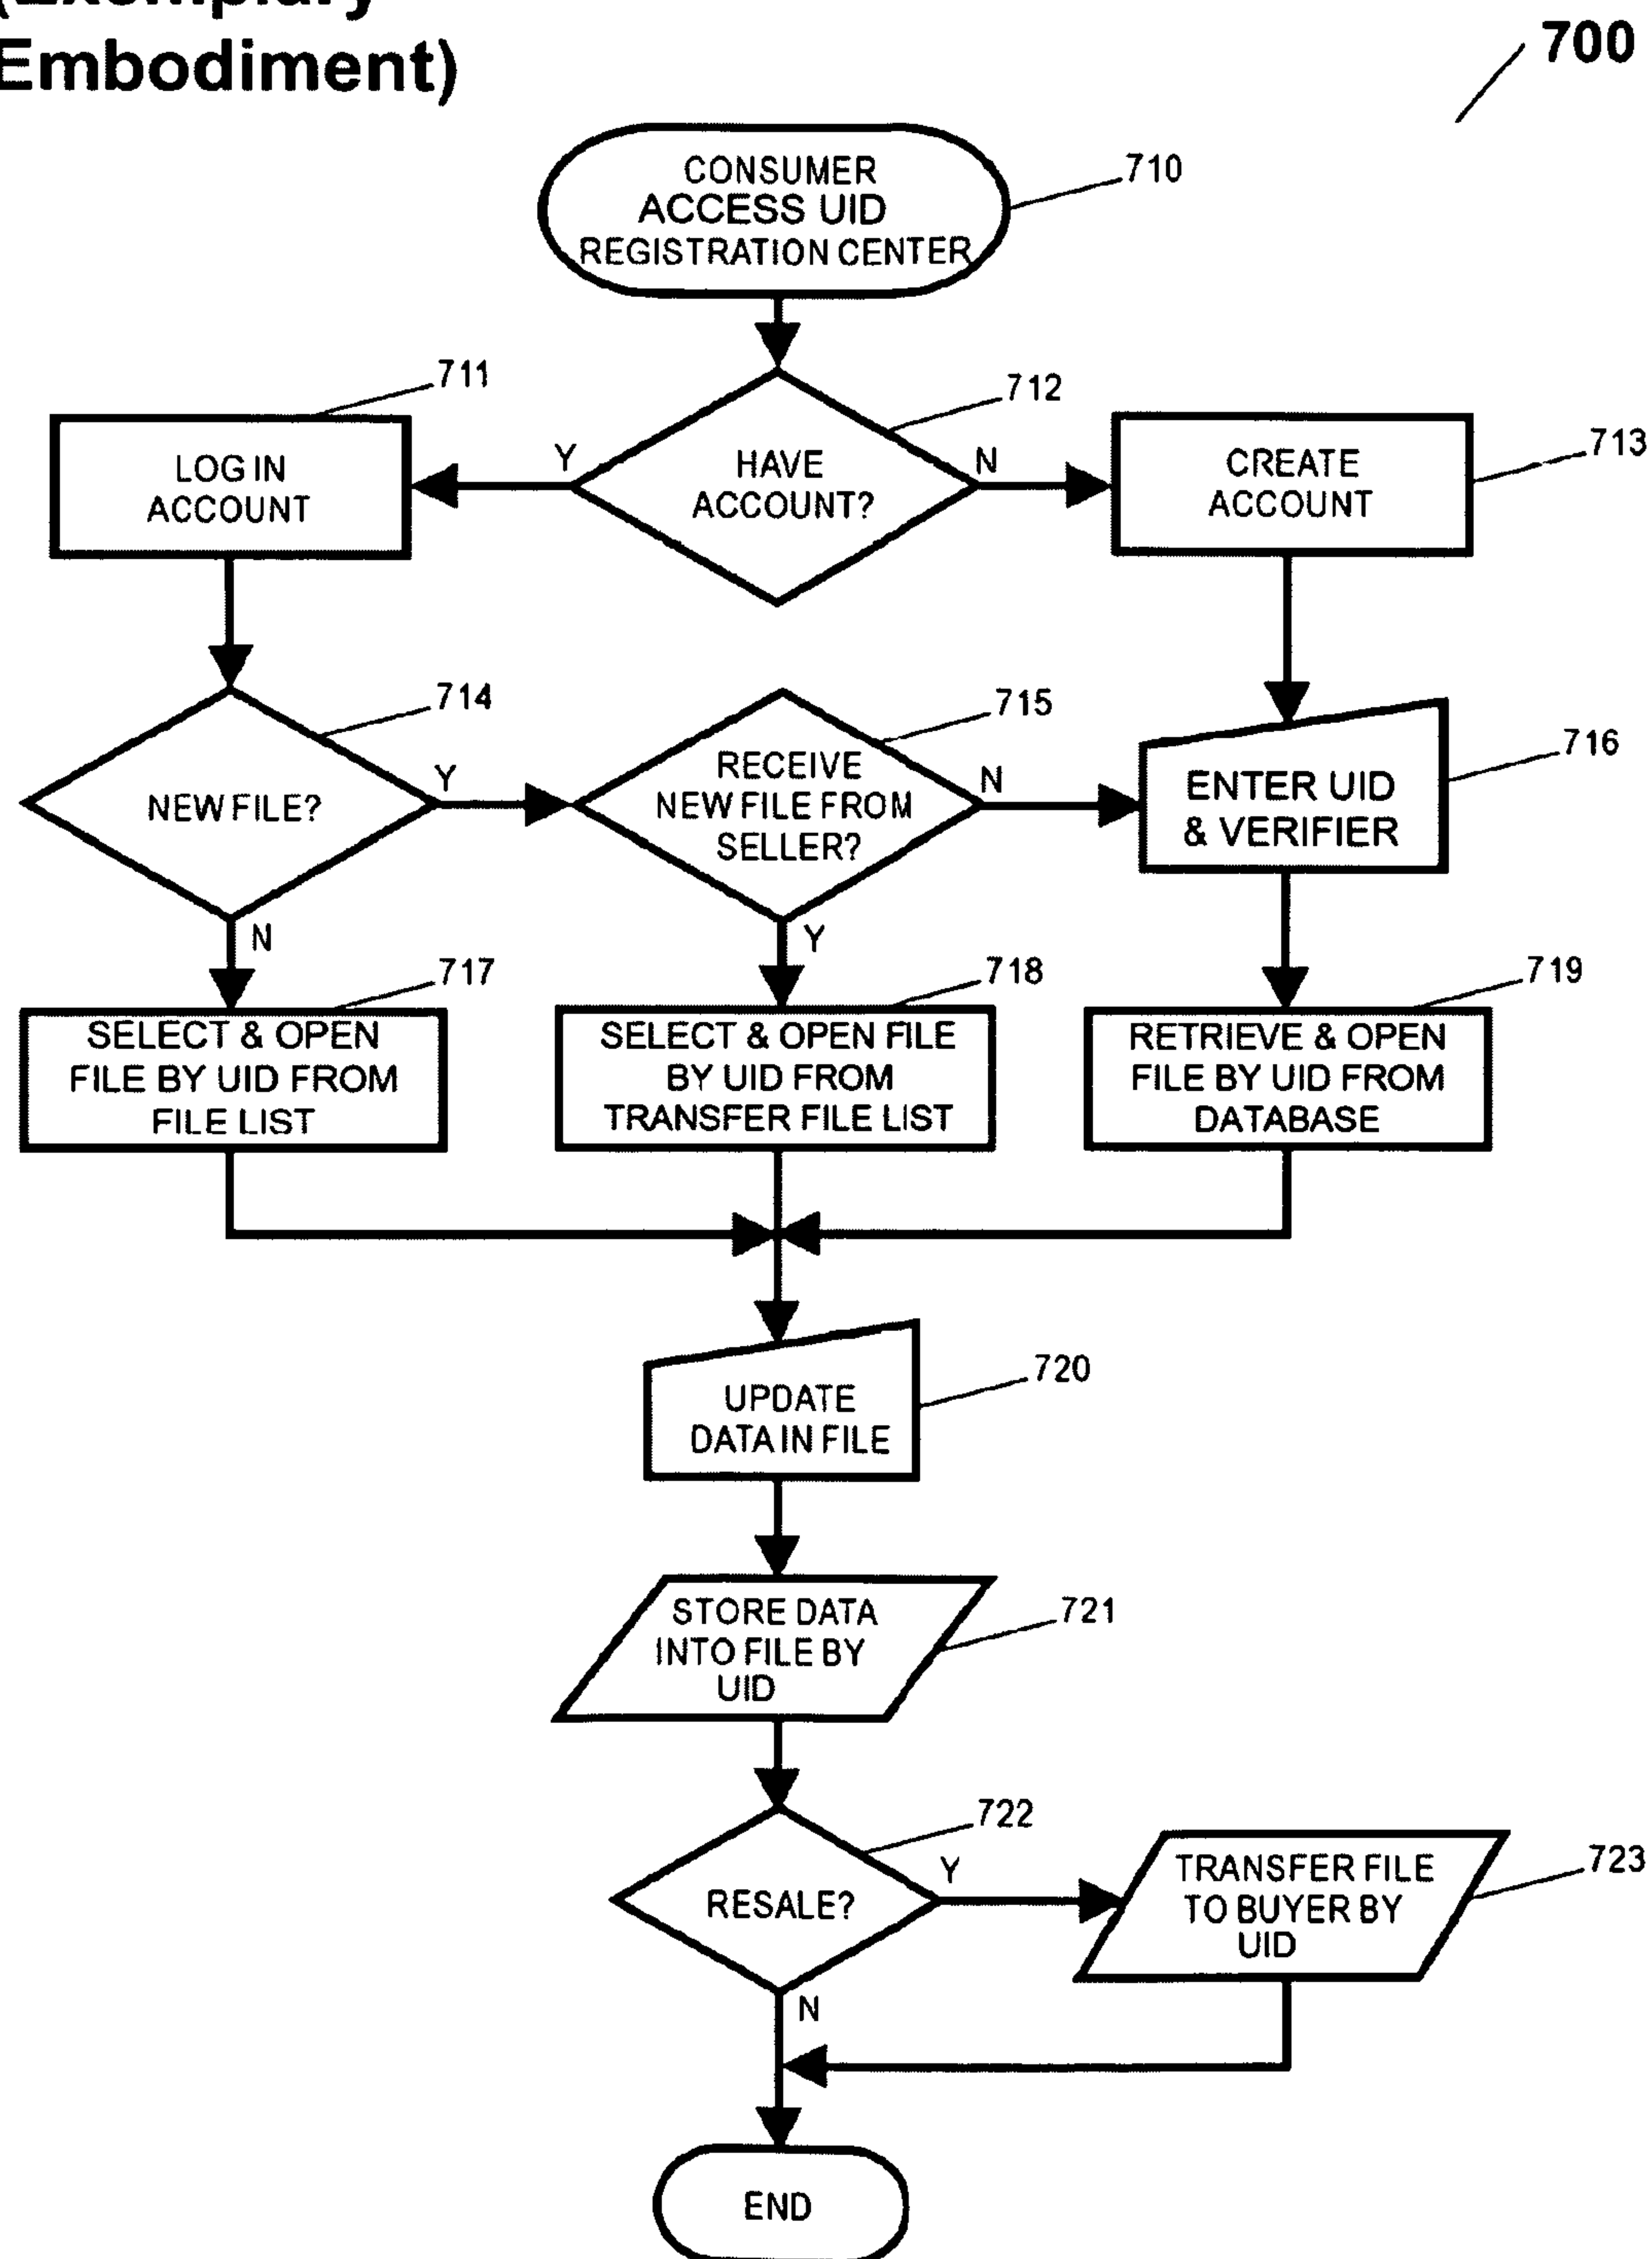 (Exemplary
Embodiment)
700
CONSUMER
ACCESS UID
REGISTRATION CENTER
710
711
712
713
LOG IN
ACCOUNT
Y
HAVE
ACCOUNT?
N
CREATE
ACCOUNT
714
715
716
NEW FILE?
Y
RECEIVE
NEW FILE FROM
SELLER?
N
ENTER UID
& VERIFIER
N
Y
717
718
719
SELECT & OPEN
FILE BY UID FROM
FILE LIST
SELECT & OPEN FILE
BY UID FROM
TRANSFER FILE LIST
RETRIEVE & OPEN
FILE BY UID FROM
DATABASE
720
UPDATE
DATA IN FILE
721
STORE DATA
INTO FILE BY
UID
722
RESALE?
Y
723
TRANSFER FILE
TO BUYER BY
UID
N
END